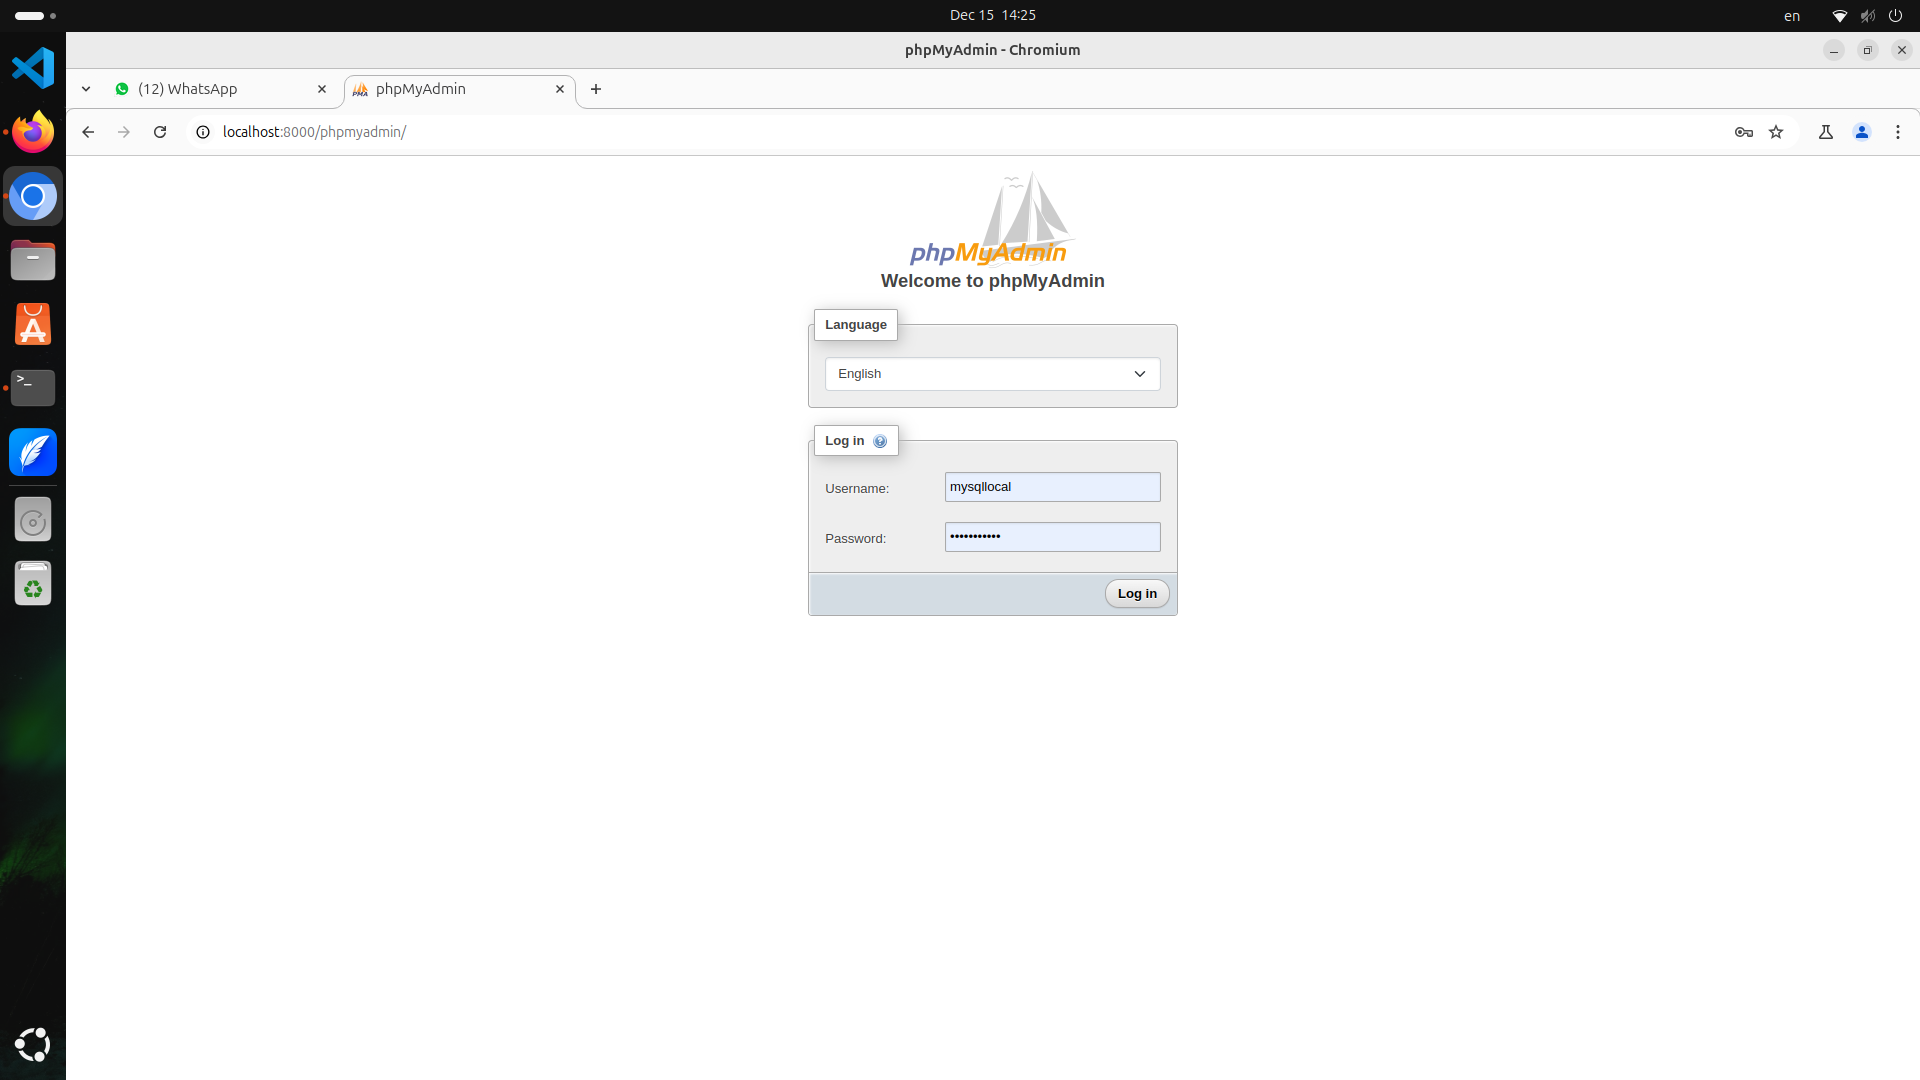 Dec 15 14:25
en
phpMyAdmin - Chromium
(12) WhatsApp
phpMyAdmin
localhost:8000/phpmyadmin/
phpMyAdmin
Welcome to phpMyAdmin
Language
English
Log in
Username:
mysqllocal
Password:
•••••••••••
Log in